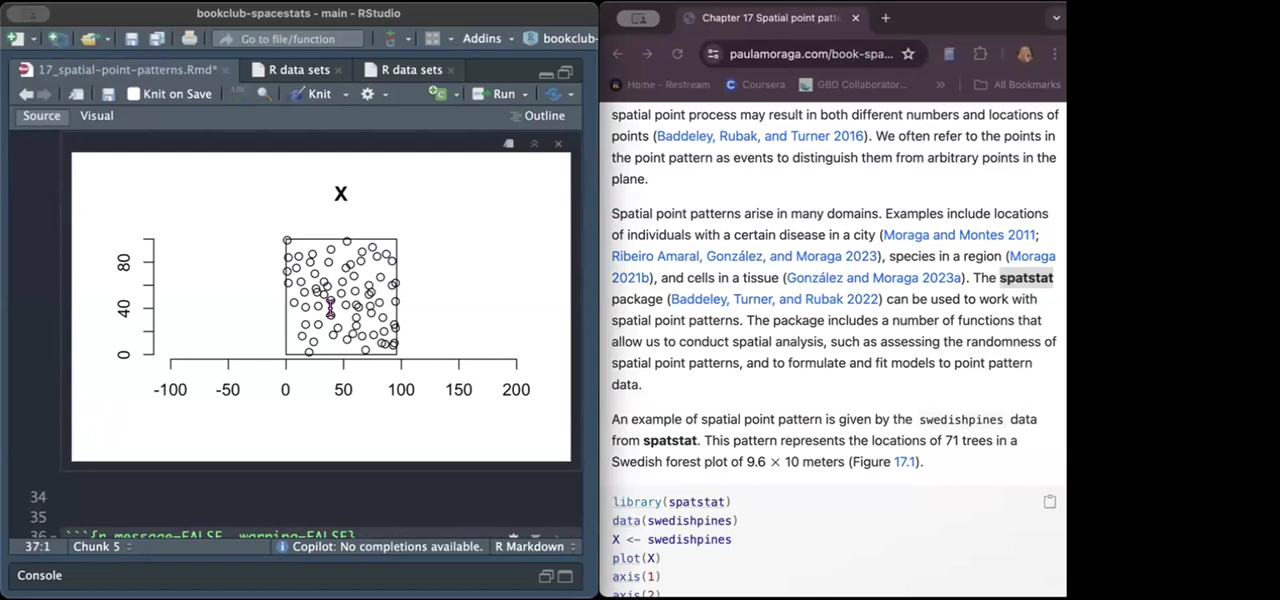 bookclub-spacestats - main - RStudio
Go to file/function
Addins
bookclub-
17_spatial-point-patterns.Rmd*
R data sets
R data sets
Knit on Save
ABC
Knit
Run
Source
Visual
Outline
X
80
40
0
-100
-50
0
50
100
150
200
34
35
36
```{r message=FALSE, warning=FALSE}
37:1
Chunk 5
Copilot: No completions available.
R Markdown
Console
Chapter 17 Spatial point patt
paulamoraga.com/book-spa...
Home - Restream
Coursera
GBD Collaborator...
All Bookmarks
spatial point process may result in both different numbers and locations of
points (Baddeley, Rubak, and Turner 2016). We often refer to the points in
the point pattern as events to distinguish them from arbitrary points in the
plane.
Spatial point patterns arise in many domains. Examples include locations
of individuals with a certain disease in a city (Moraga and Montes 2011;
Ribeiro Amaral, González, and Moraga 2023), species in a region (Moraga
2021b), and cells in a tissue (González and Moraga 2023a). The spatstat
package (Baddeley, Turner, and Rubak 2022) can be used to work with
spatial point patterns. The package includes a number of functions that
allow us to conduct spatial analysis, such as assessing the randomness of
spatial point patterns, and to formulate and fit models to point pattern
data.
An example of spatial point pattern is given by the swedishpines data
from spatstat. This pattern represents the locations of 71 trees in a
Swedish forest plot of 9.6 × 10 meters (Figure 17.1).
library(spatstat)
data(swedishpines)
X <- swedishpines
plot(X)
axis(1)
axis(2)